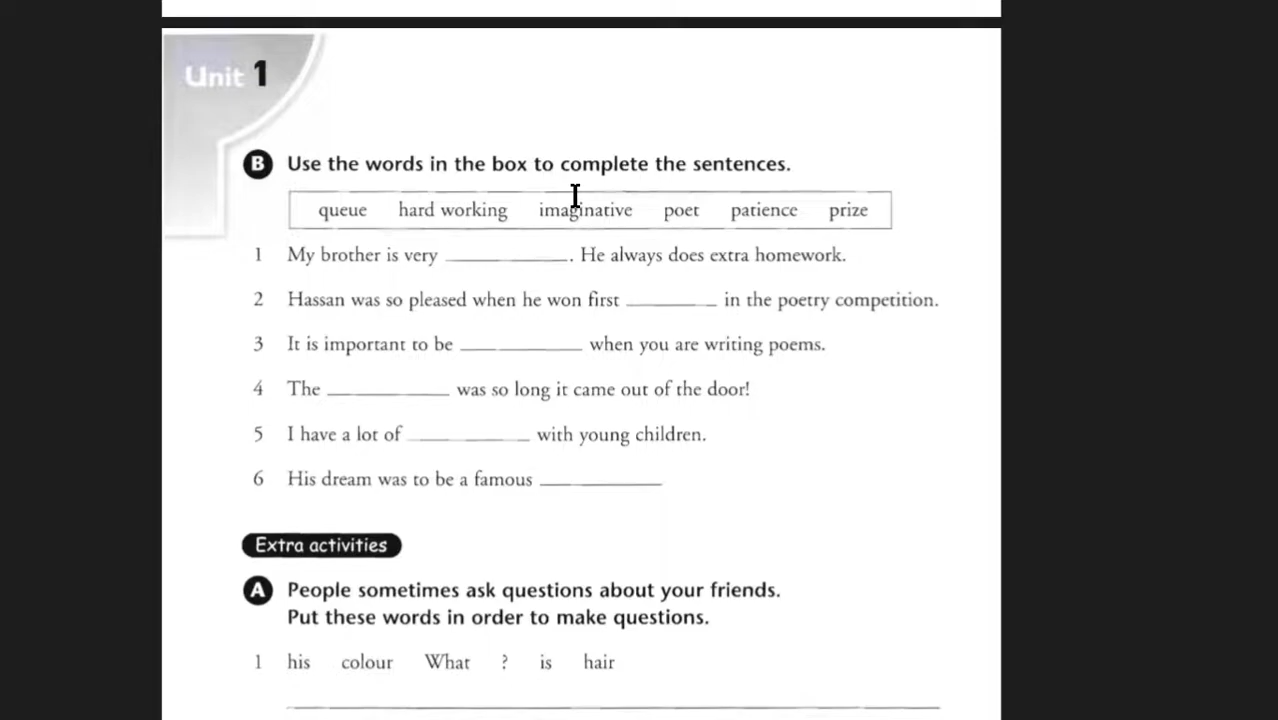 Unit 1
B Use the words in the box to complete the sentences.
queue hard working imaginative poet patience prize
1 My brother is very ____________. He always does extra homework.
2 Hassan was so pleased when he won first _________ in the poetry competition.
3 It is important to be ____________ when you are writing poems.
4 The ____________ was so long it came out of the door!
5 I have a lot of ____________ with young children.
6 His dream was to be a famous ____________
Extra activities
A People sometimes ask questions about your friends.
Put these words in order to make questions.
1 his colour What ? is hair